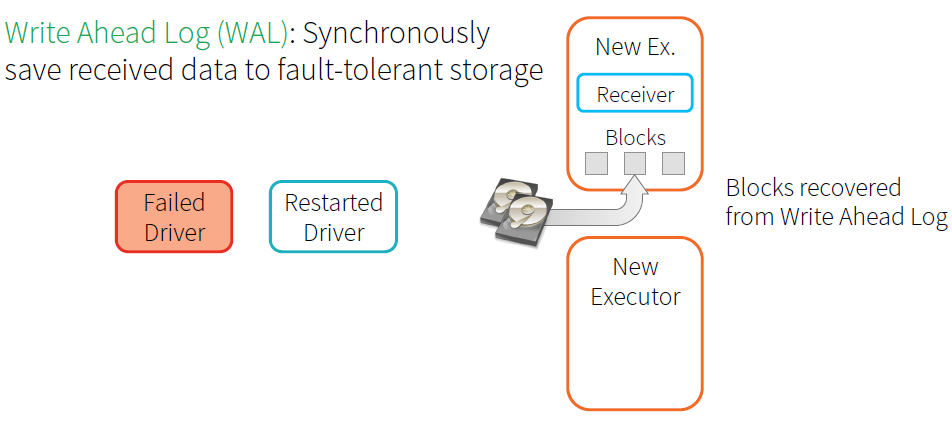 Write Ahead Log (WAL): Synchronously
save received data to fault-tolerant storage
New Ex.
Receiver
Blocks
Failed
Driver
Restarted
Driver
Blocks recovered
from Write Ahead Log
New
Executor